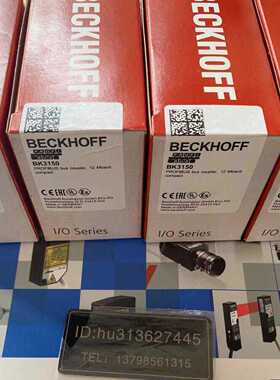 BECKHOFF
BECKHOFF
BECKHOFF
BK3150
PROFIBUS bus coupler, 12 Mbaud
compact
I/O Series
BECKHOFF
BK3150
PROFIBUS bus coupler, 12 Mbaud
compact
I/O Series
ID:hu313627445
TEL: 13798561315